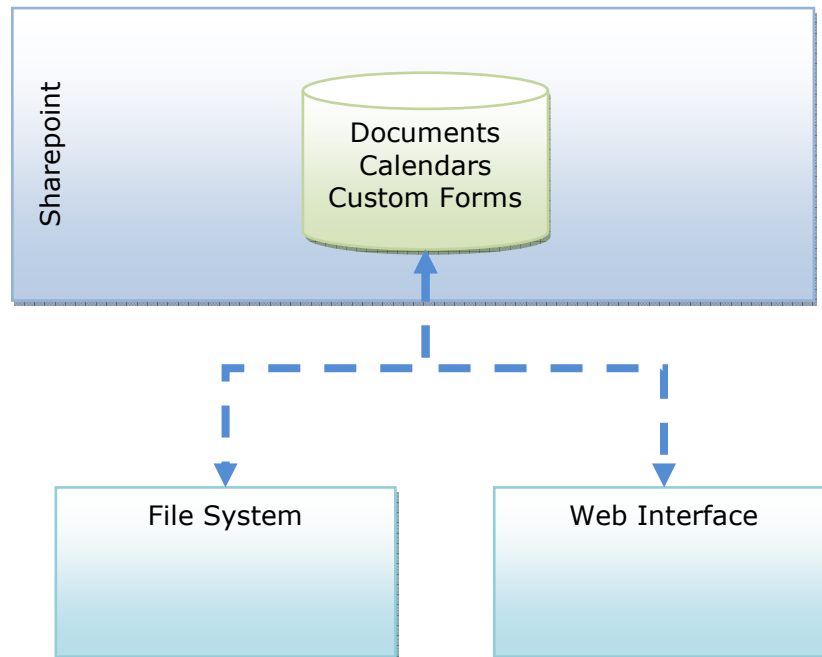 Sharepoint
Documents
Calendars
Custom Forms
File System
Web Interface